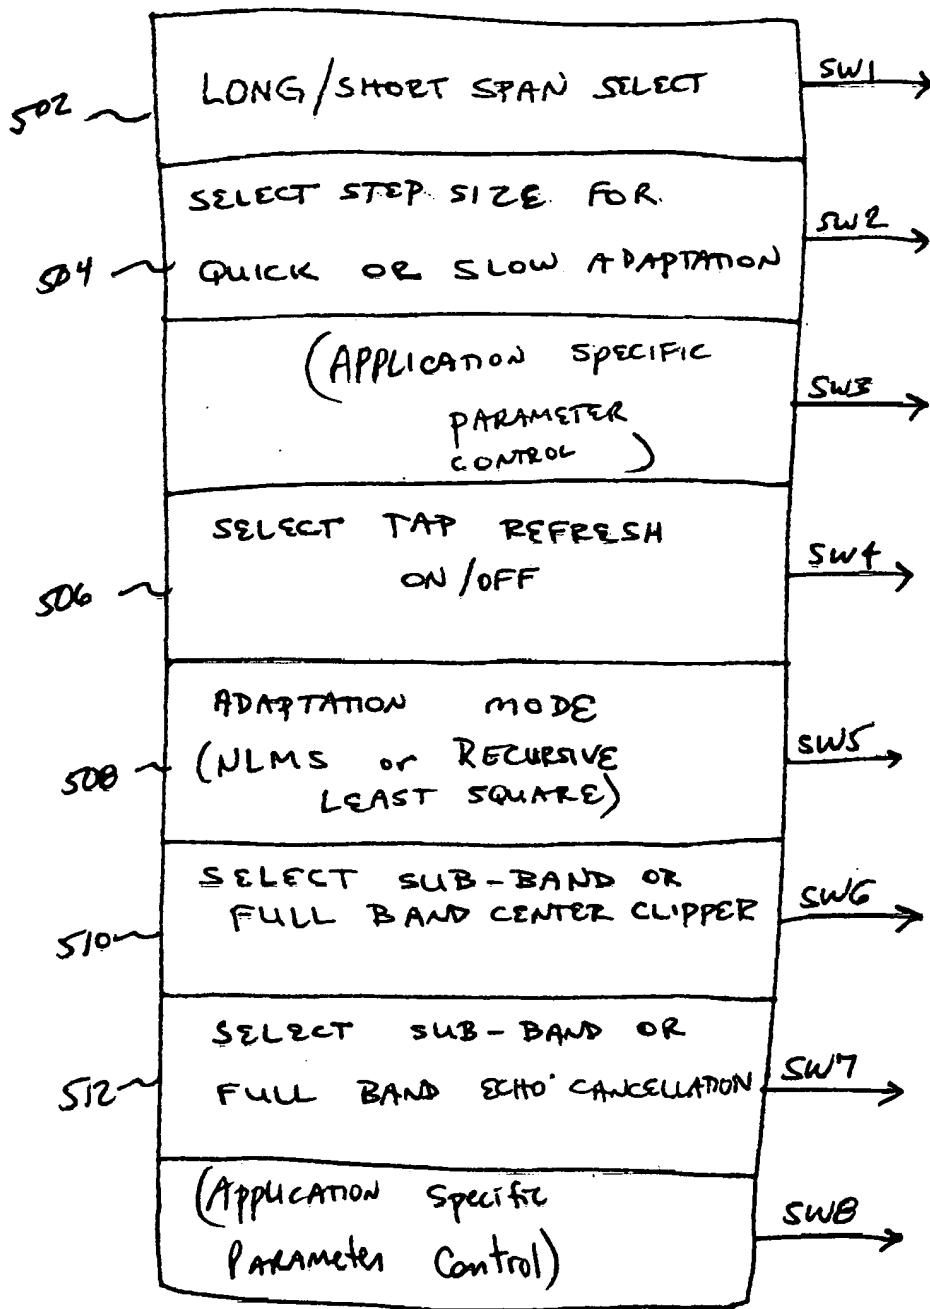 LONG/SHORT SPAN SELECT
SW1
502
SELECT STEP SIZE FOR
QUICK OR SLOW ADAPTATION
SW2
504
(APPLICATION SPECIFIC
PARAMETER
CONTROL)
SW3
SELECT TAP REFRESH
ON/OFF
SW4
506
ADAPTATION MODE
(NLMS or RECURSIVE
LEAST SQUARE)
SW5
508
SELECT SUB-BAND OR
FULL BAND CENTER CLIPPER
SW6
510
SELECT SUB-BAND OR
FULL BAND ECHO CANCELLATION
SW7
512
(APPLICATION Specific
PARAMETER Control)
SW8